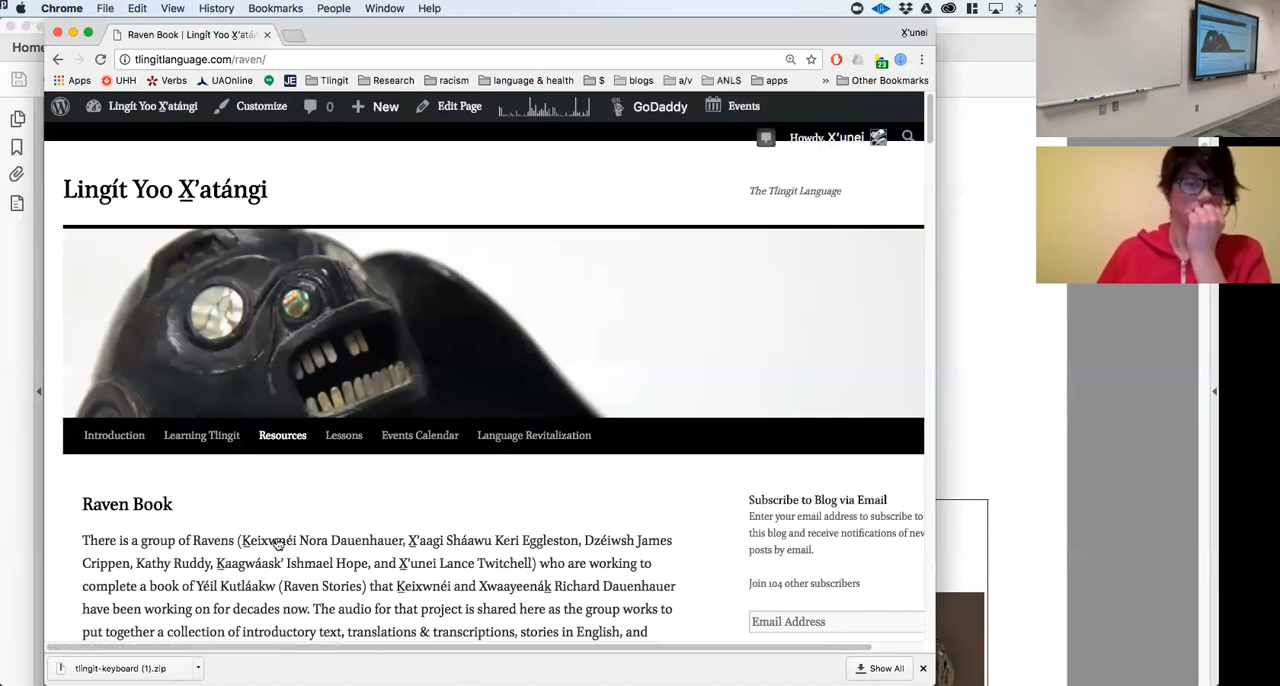 Chrome File Edit View History Bookmarks People Window Help
Home
Raven Book | Lingít Yoo X̲'atán
X̲'unei
tlingitlanguage.com/raven/
Apps UHH Verbix UAOnline JE Tlingit Research racism language & health $ blogs a/v ANLS apps » Other Bookmarks
23
Lingít Yoo X̲'atángi Customize 0 New Edit Page GoDaddy Events
Howdy, X̲'unei
Lingít Yoo X̲'atángi
The Tlingit Language
Introduction Learning Tlingit Resources Lessons Events Calendar Language Revitalization
Raven Book
There is a group of Ravens (K̲eixwnéi Nora Dauenhauer, X̲'aagi Sháawu Keri Eggleston, Dzéiwsh James
Crippen, Kathy Ruddy, K̲aagwáask' Ishmael Hope, and X̲'unei Lance Twitchell) who are working to
complete a book of Yéil Kutláakw (Raven Stories) that K̲eixwnéi and Xwaayeenák̲ Richard Dauenhauer
have been working on for decades now. The audio for that project is shared here as the group works to
put together a collection of introductory text, translations & transcriptions, stories in English, and
Subscribe to Blog via Email
Enter your email address to subscribe to
this blog and receive notifications of new
posts by email.
Join 104 other subscribers
Email Address
tlingit-keyboard (1).zip
Show All